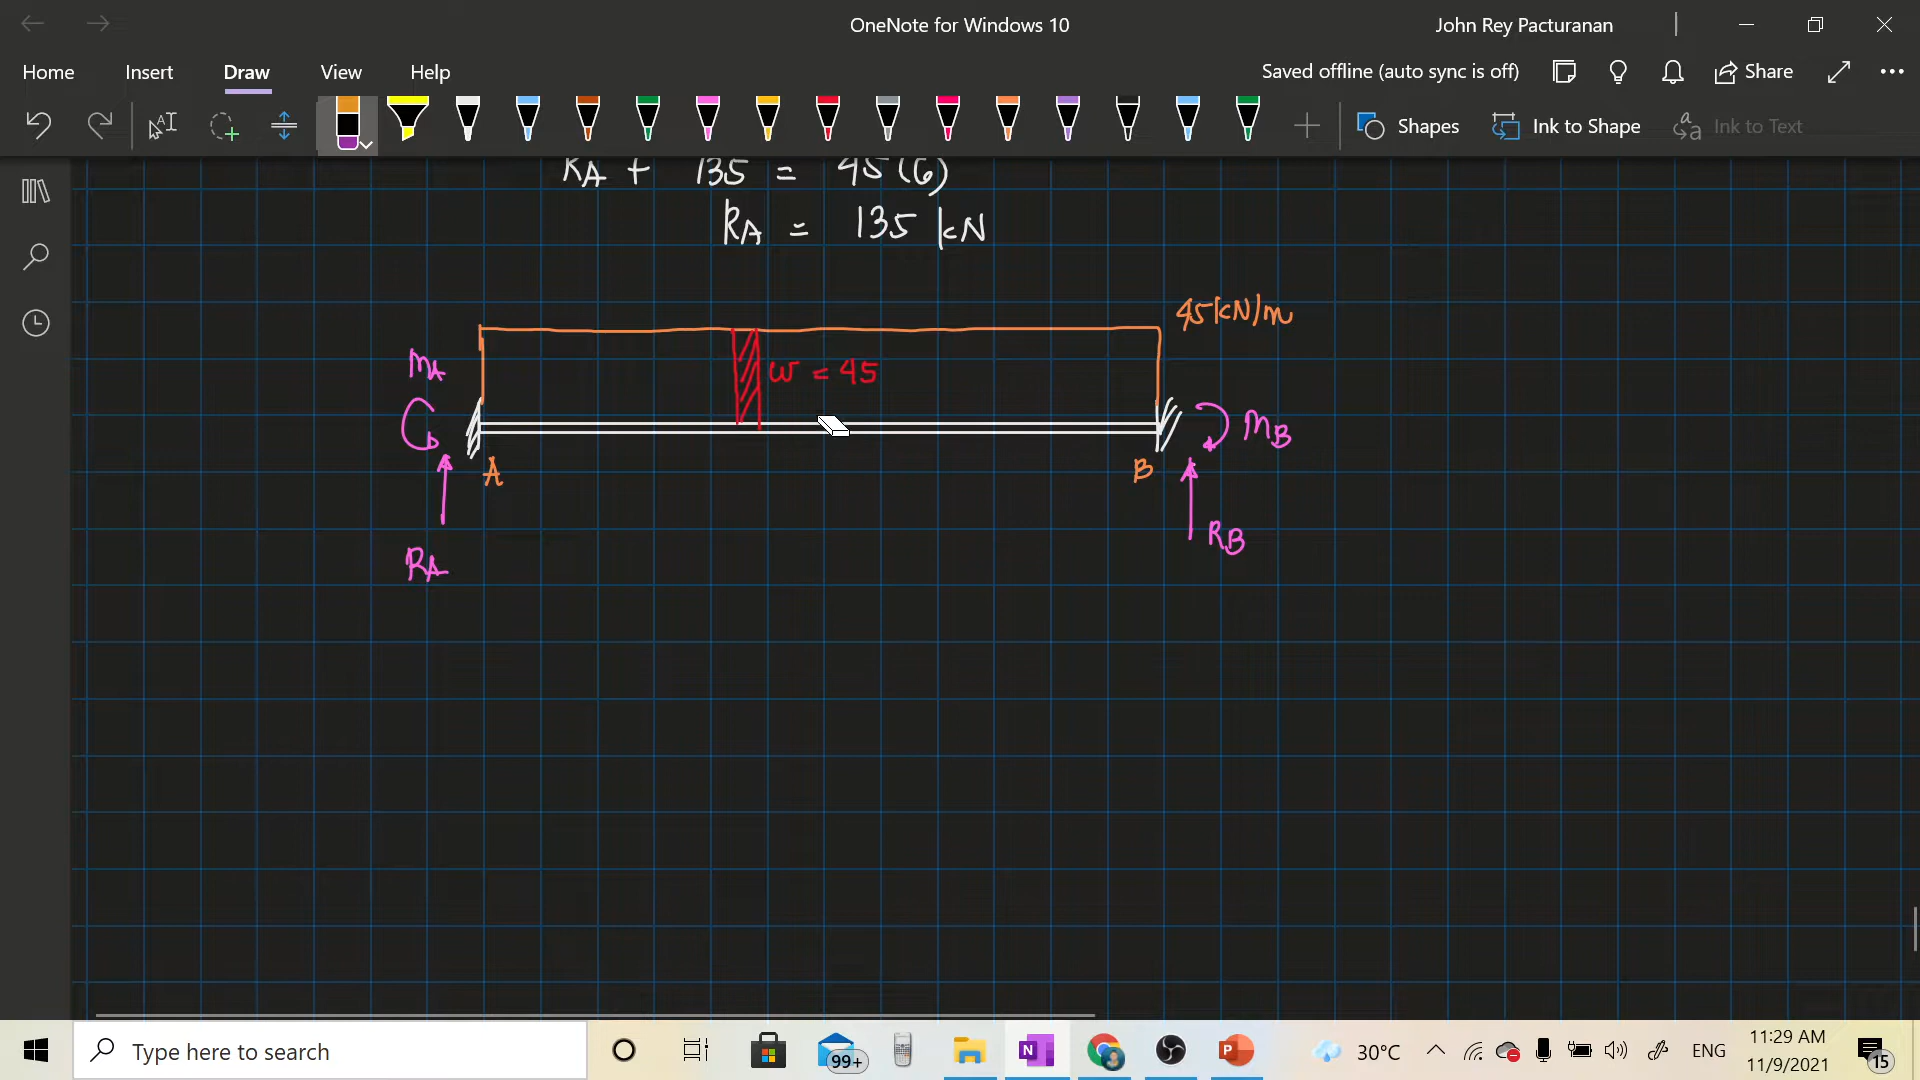 OneNote for Windows 10
John Rey Pacturanan
Home Insert Draw View Help
Saved offline (auto sync is off)
Share
Shapes
Ink to Shape
Ink to Text
RA + 135 = 45(6)
RA = 135 kN
45 kN/m
MA
w = 45
MB
A
B
RB
RA
Type here to search
99+
30°C
ENG
11:29 AM
11/9/2021
15